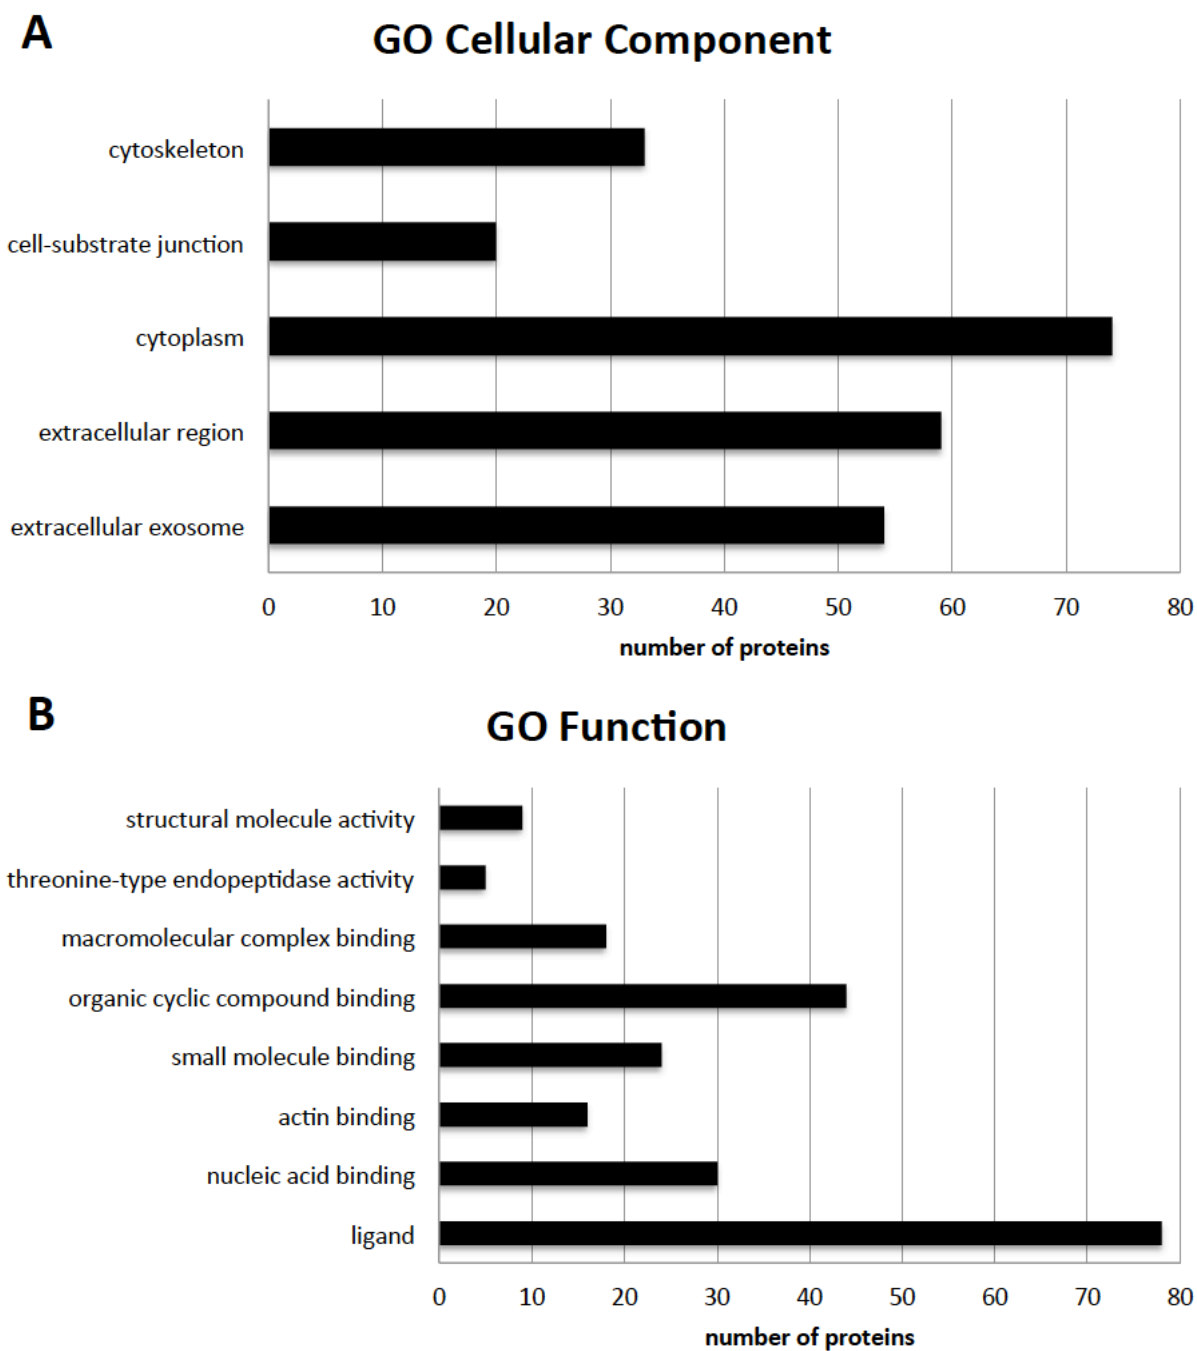 A
GO Cellular Component
cytoskeleton
cell-substrate junction
cytoplasm
extracellular region
extracellular exosome
0 10 20 30 40 50 60 70 80
number of proteins
B
GO Function
structural molecule activity
threonine-type endopeptidase activity
macromolecular complex binding
organic cyclic compound binding
small molecule binding
actin binding
nucleic acid binding
ligand
0 10 20 30 40 50 60 70 80
number of proteins